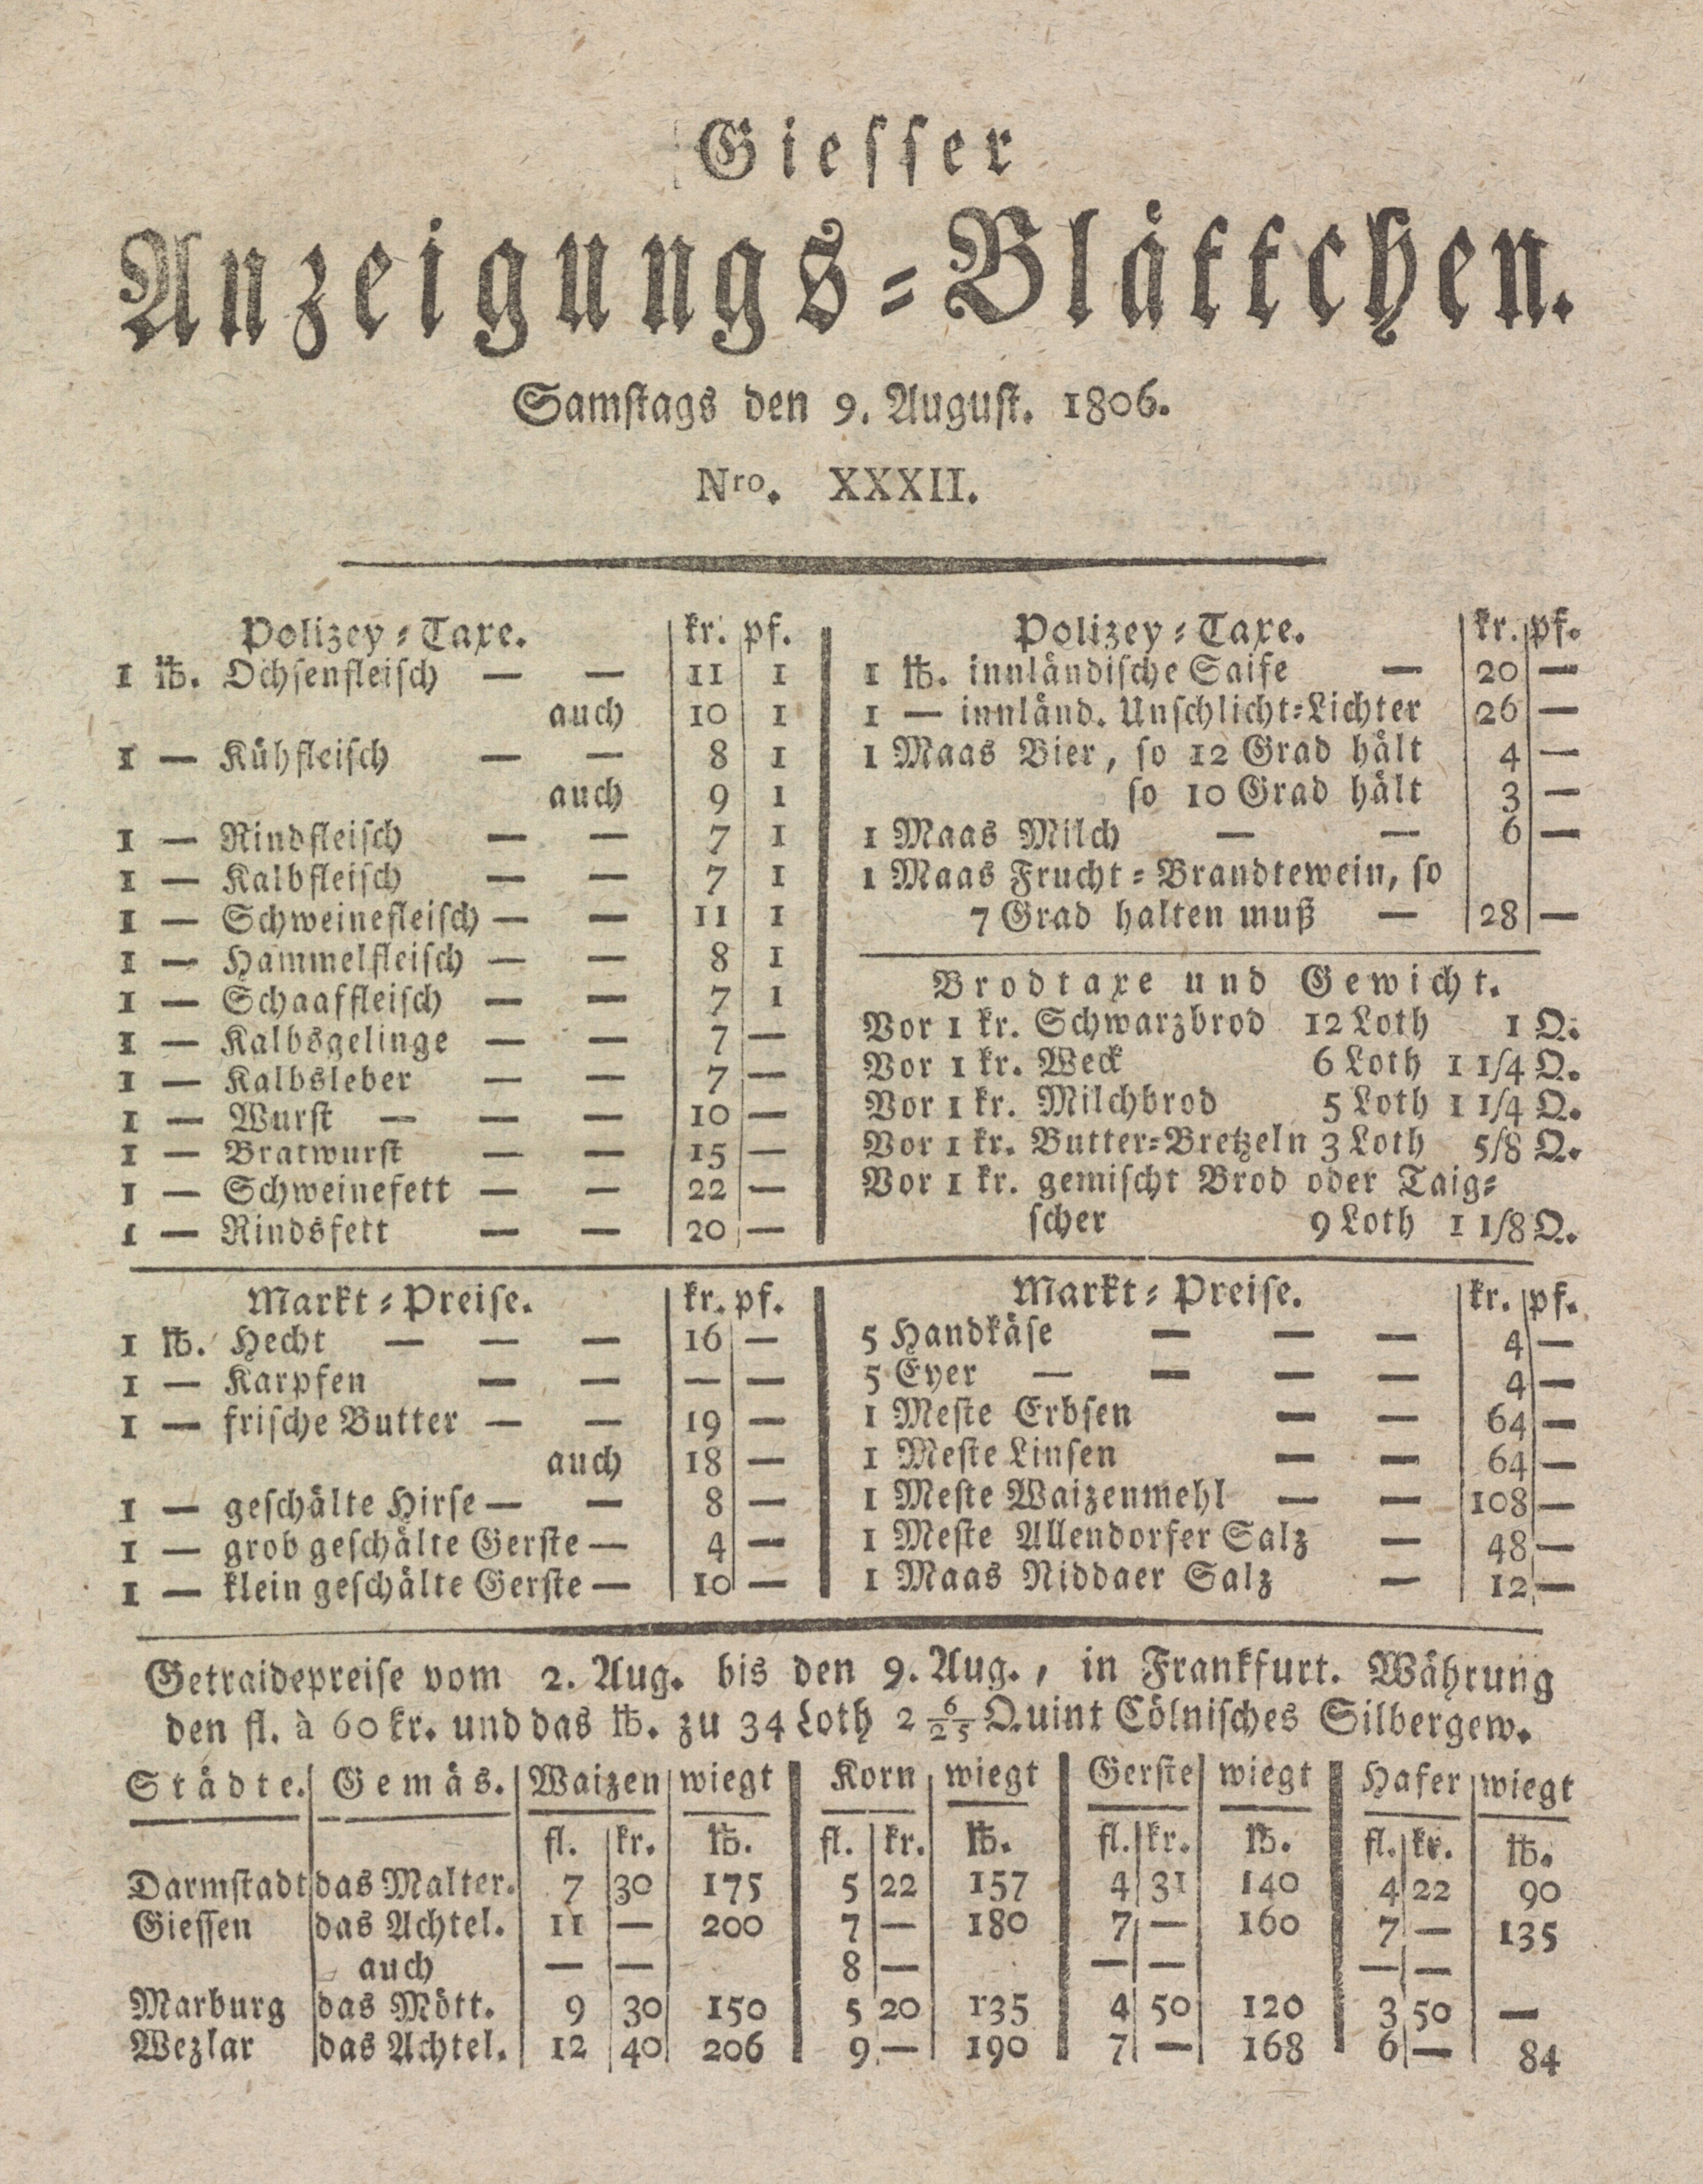 Giesser
Anzeigungs-Blättchen.
Samstags den 9. August. 1806.
Nro. XXXII.
Polizey-Taxe. kr. pf.
1 ℔. Ochsenfleisch — — 11 1
auch 10 1
1 — Kühfleisch — — 8 1
auch 9 1
1 — Rindfleisch — — 7 1
1 — Kalbfleisch — — 7 1
1 — Schweinefleisch — — 11 1
1 — Hammelfleisch — — 8 1
1 — Schaaffleisch — — 7 1
1 — Kalbsgelinge — — 7 —
1 — Kalbsleber — — 7 —
1 — Wurst — — — 10 —
1 — Bratwurst — — 15 —
1 — Schweinefett — — 22 —
1 — Rindsfett — — 20 —
Polizey-Taxe. kr. pf.
1 ℔. innländische Saife — 20 —
1 — innländ. Unschlicht-Lichter 26 —
1 Maas Bier, so 12 Grad hält 4 —
so 10 Grad hält 3 —
1 Maas Milch — — 6 —
1 Maas Frucht-Brandtewein, so
7 Grad halten muß — 28 —
Brodtaxe und Gewicht.
Vor 1 kr. Schwarzbrod 12 Loth 1 Q.
Vor 1 kr. Weck 6 Loth 1 1/4 Q.
Vor 1 kr. Milchbrod 5 Loth 1 1/4 Q.
Vor 1 kr. Butter-Bretzeln 3 Loth 5/8 Q.
Vor 1 kr. gemischt Brod oder Taig-
scher 9 Loth 1 1/8 Q.
Markt-Preise. kr. pf.
1 ℔. Hecht — — — 16 —
1 — Karpfen — — — —
1 — frische Butter — — 19 —
auch 18 —
1 — geschälte Hirse — — 8 —
1 — grob geschälte Gerste — 4 —
1 — klein geschälte Gerste — 10 —
Markt-Preise. kr. pf.
5 Handkäse — — — 4 —
5 Eyer — — — — 4 —
1 Meste Erbsen — — 64 —
1 Meste Linsen — — 64 —
1 Meste Waizenmehl — — 108 —
1 Meste Allendorfer Salz — 48 —
1 Maas Niddaer Salz — 12 —
Getraidepreise vom 2. Aug. bis den 9. Aug., in Frankfurt. Währung
den fl. à 60 kr. und das ℔. zu 34 Loth 2 6/25 Quint Cölnisches Silbergew.
Städte. Gemäs. Waizen wiegt Korn wiegt Gerste wiegt Hafer wiegt
fl. kr. ℔. fl. kr. ℔. fl. kr. ℔. fl. kr. ℔.
Darmstadt das Malter. 7 30 175 5 22 157 4 31 140 4 22 90
Giessen das Achtel. 11 — 200 7 — 180 7 — 160 7 — 135
auch — — 8 — — — — —
Marburg das Mött. 9 30 150 5 20 135 4 50 120 3 50 —
Wezlar das Achtel. 12 40 206 9 — 190 7 — 168 6 — 84